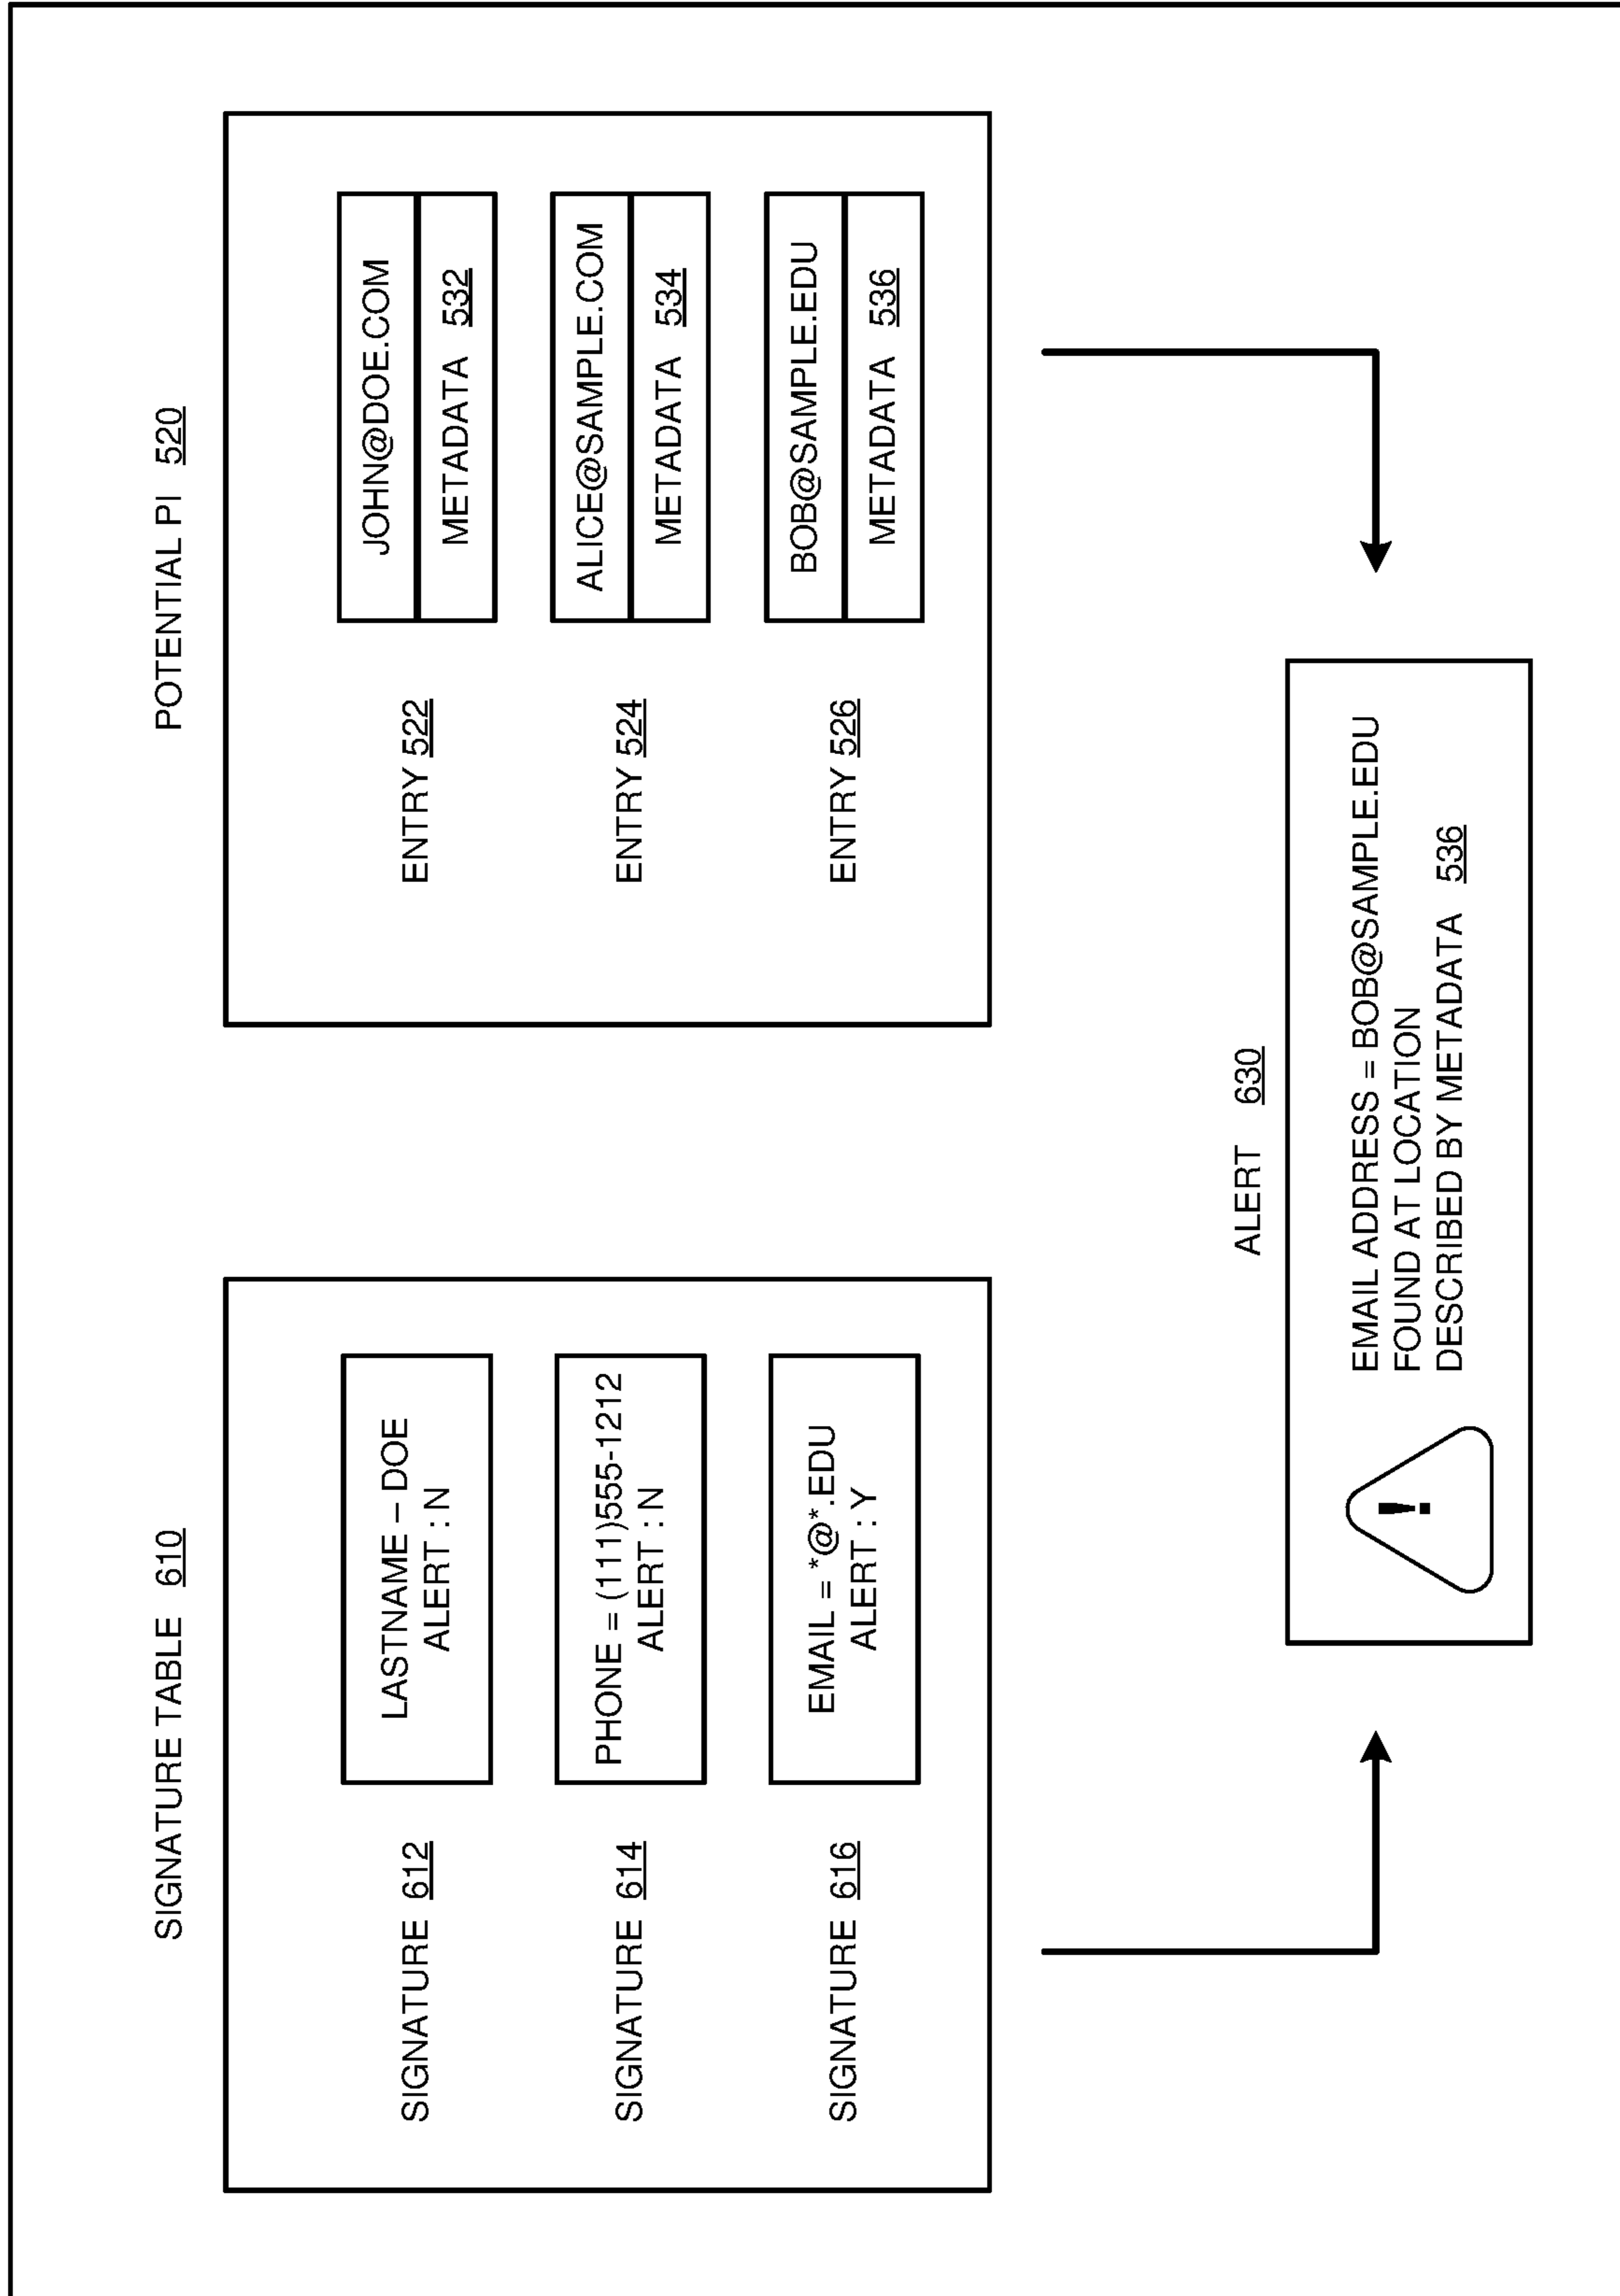 SIGNATURE TABLE 610
SIGNATURE 612
LASTNAME – DOE
ALERT : N
SIGNATURE 614
PHONE = (111)555-1212
ALERT : N
SIGNATURE 616
EMAIL = *@*.EDU
ALERT : Y
POTENTIAL PI 520
ENTRY 522
JOHN@DOE.COM
METADATA 532
ENTRY 524
ALICE@SAMPLE.COM
METADATA 534
ENTRY 526
BOB@SAMPLE.EDU
METADATA 536
ALERT 630
!
EMAIL ADDRESS = BOB@SAMPLE.EDU
FOUND AT LOCATION
DESCRIBED BY METADATA 536